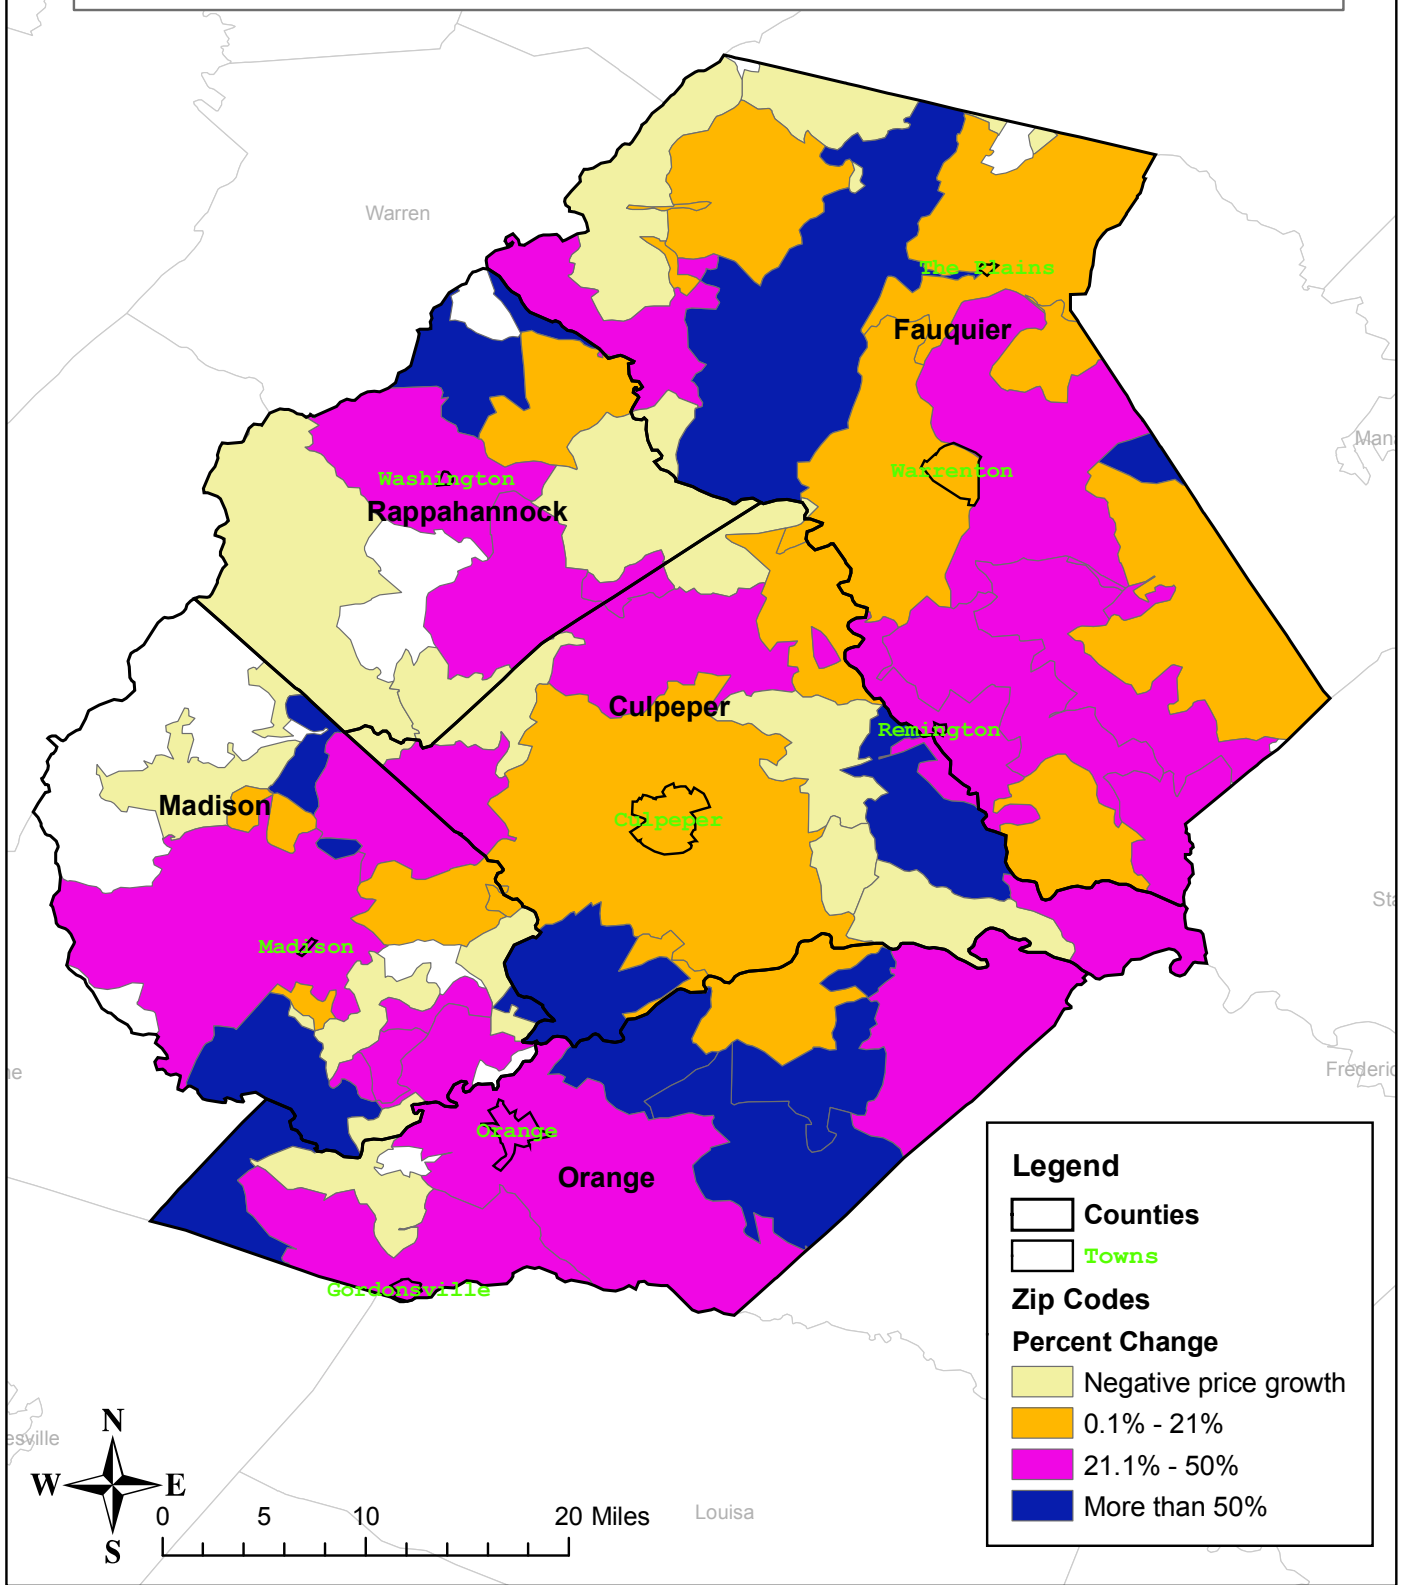 Warren
The Plains
Fauquier
Warrenton
Washington
Rappahannock
Culpeper
Remington
Madison
Culpeper
Madison
Orange
Orange
Gordonsville
Louisa
Legend
Counties
Towns
Zip Codes
Percent Change
Negative price growth
0.1% - 21%
21.1% - 50%
More than 50%
N
W E
S
0 5 10 20 Miles
Mana
Sta
Frederic
esville
ne